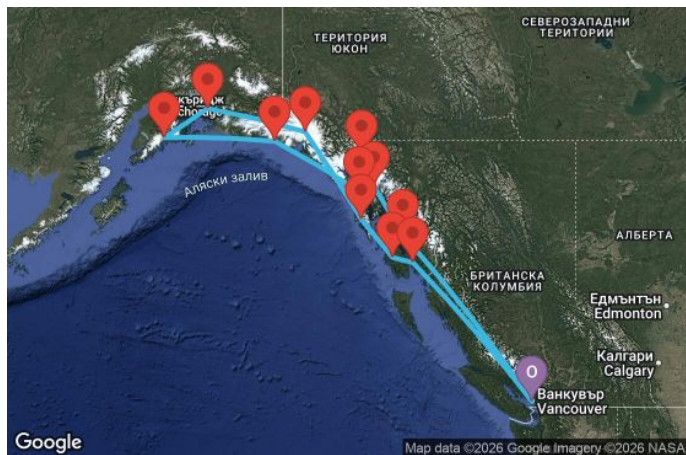 СЕВЕРОЗАПАДНИ
ТЕРИТОРИИ
ТЕРИТОРИЯ
ЮКОН
Аляски залив
АЛБЕРТА
БРИТАНСКА
КОЛУМБИЯ
Едмънтън
Edmonton
Калгари
Calgary
O
Ванкувър
Vancouver
Google
Map data ©2026 Google Imagery ©2026 NASA